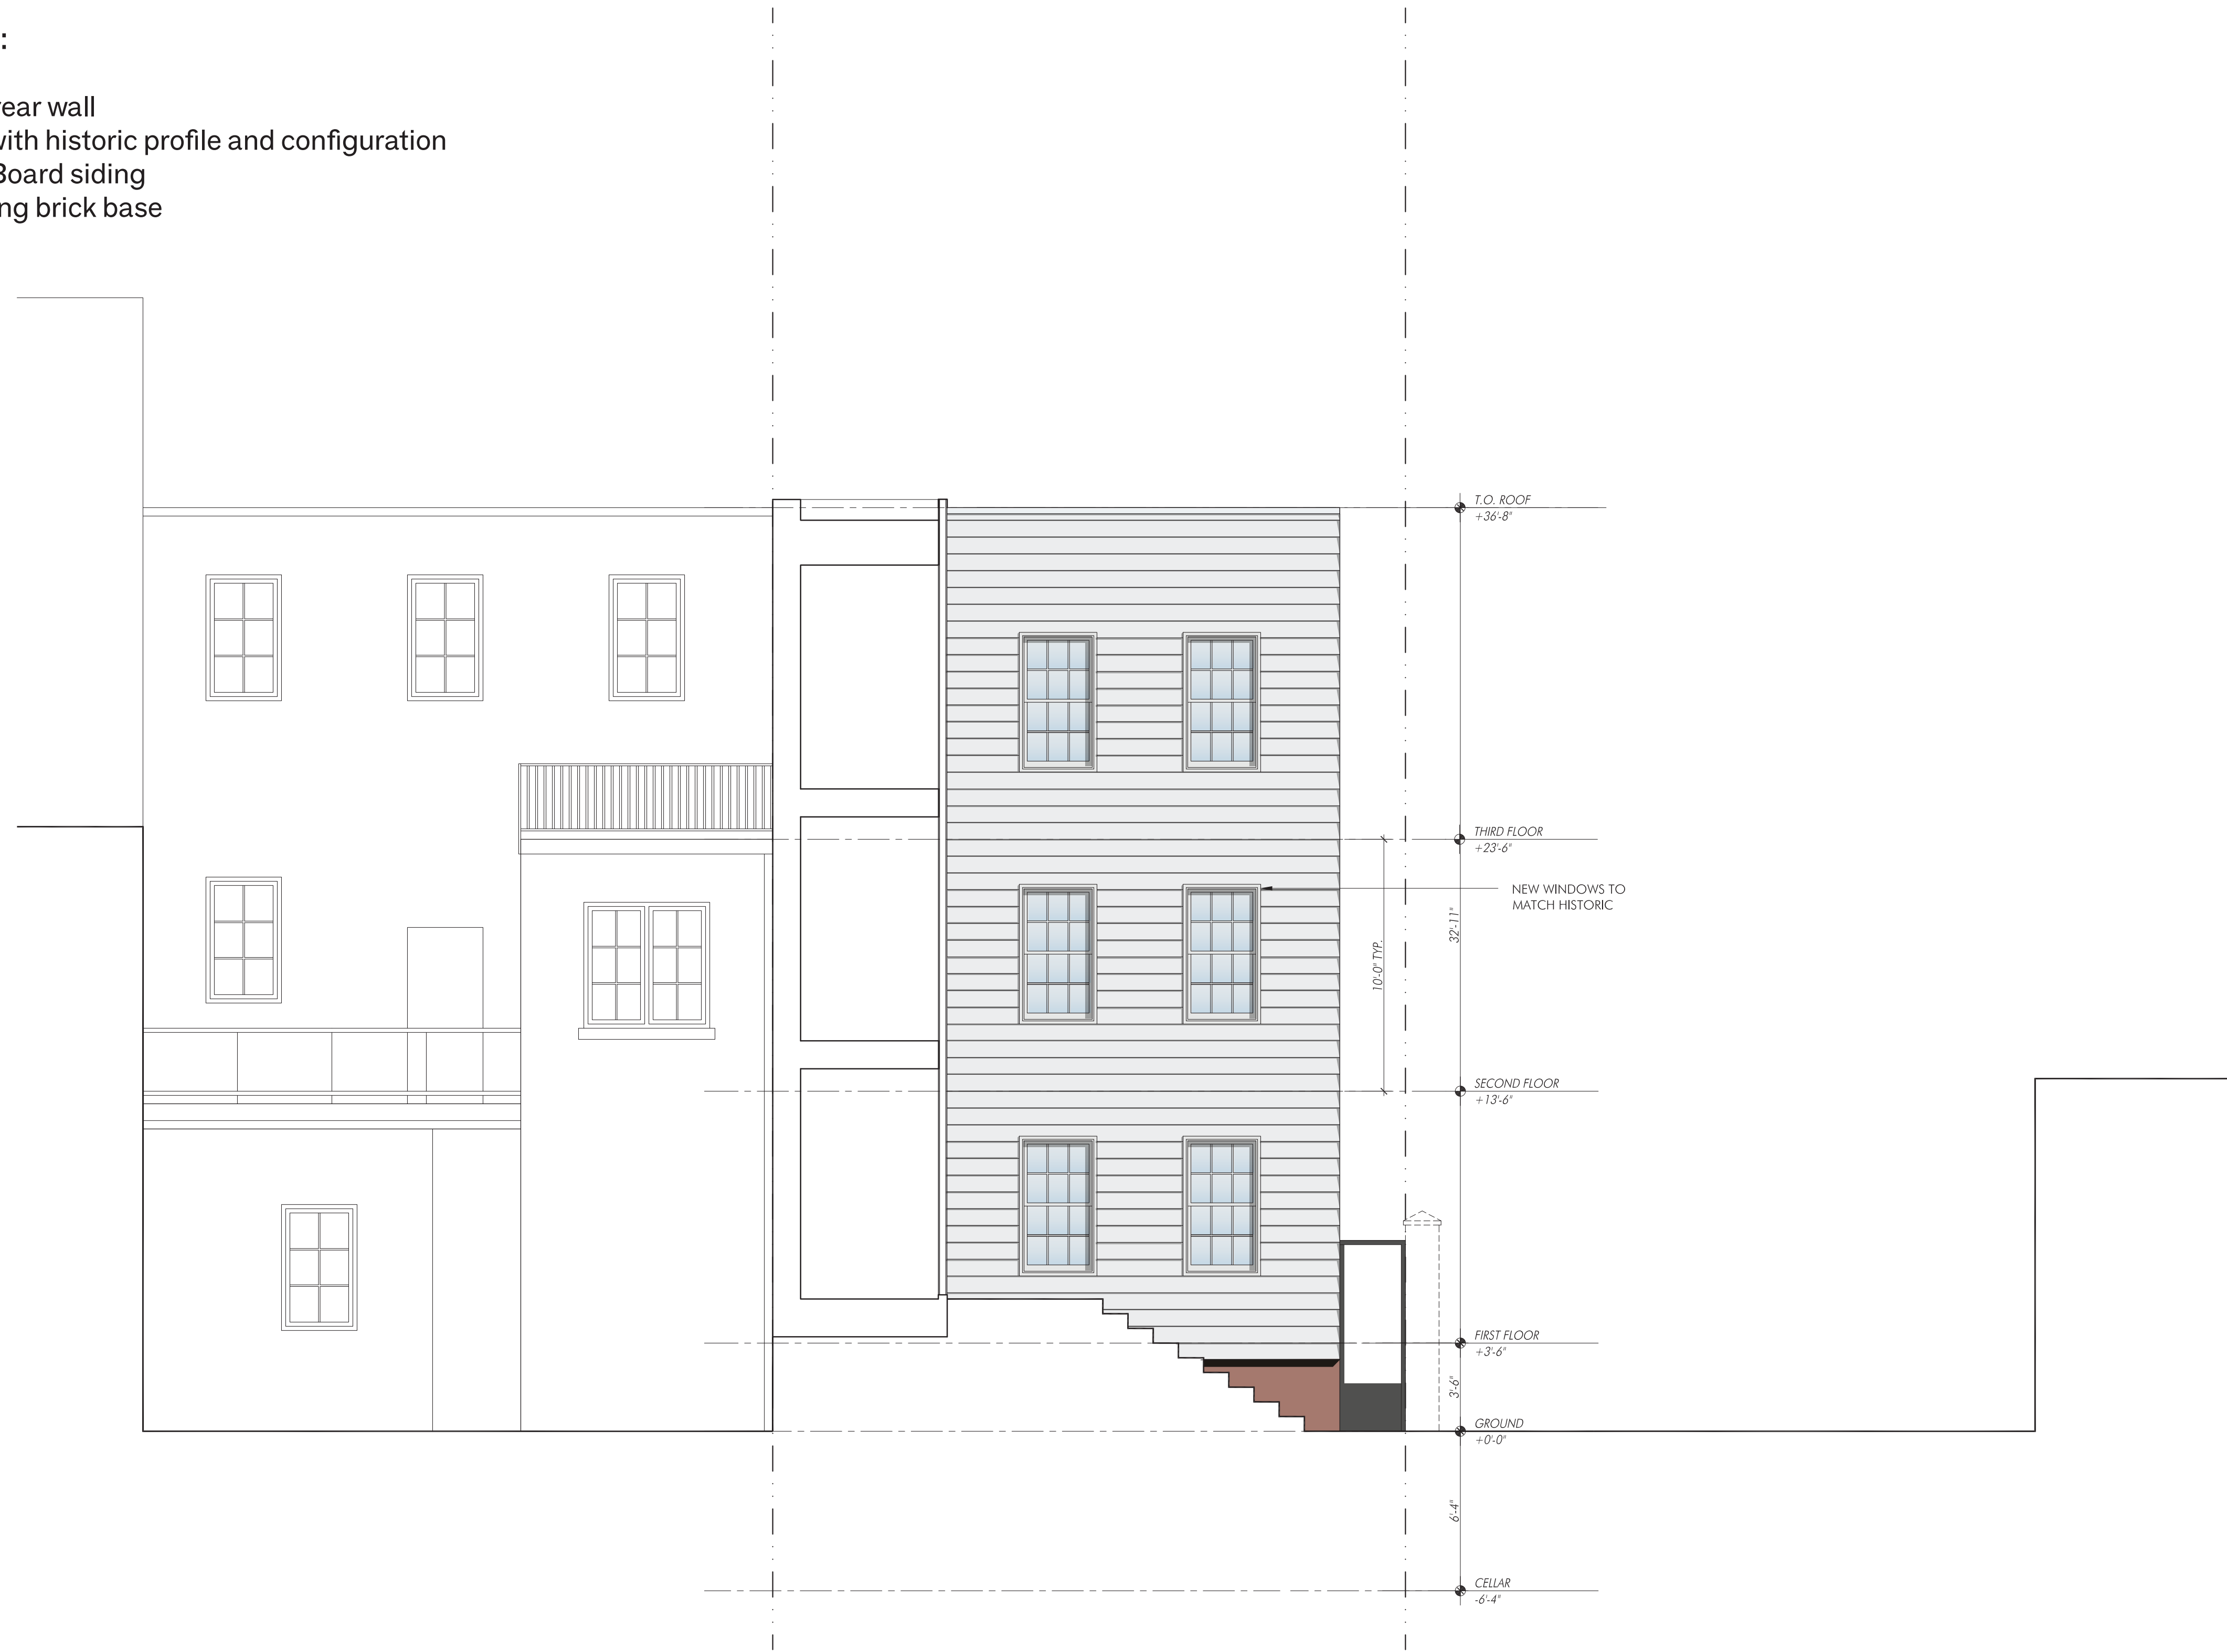 :
rear wall
with historic profile and configuration
Board siding
ng brick base
T.O. ROOF
+36'-8"
THIRD FLOOR
+23'-6"
NEW WINDOWS TO
MATCH HISTORIC
32'-11"
10'-0" TYP.
SECOND FLOOR
+13'-6"
FIRST FLOOR
+3'-6"
3'-6"
GROUND
+0'-0"
6'-4"
CELLAR
-6'-4"